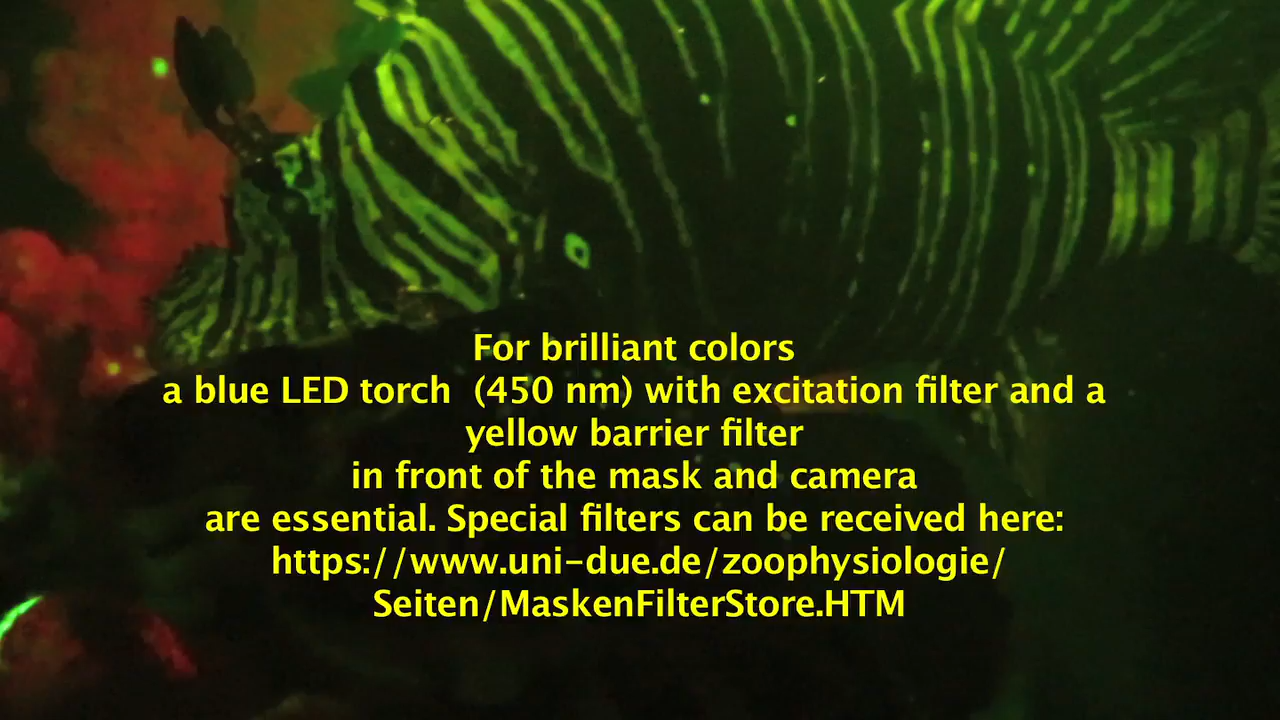 For brilliant colors
a blue LED torch  (450 nm) with excitation filter and a
yellow barrier filter
in front of the mask and camera
are essential. Special filters can be received here:
https://www.uni-due.de/zoophysiologie/
Seiten/MaskenFilterStore.HTM